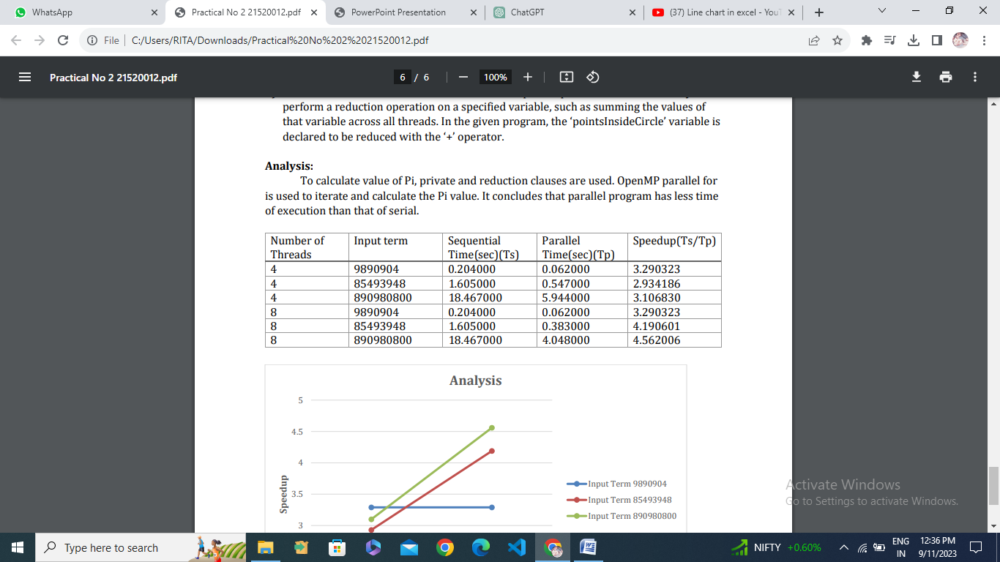 WhatsApp
Practical No 2 21520012.pdf
PowerPoint Presentation
ChatGPT
(37) Line chart in excel - YouT
File
C:/Users/RITA/Downloads/Practical%20No%202%2021520012.pdf
Practical No 2 21520012.pdf
6 / 6
100%
perform a reduction operation on a specified variable, such as summing the values of
that variable across all threads. In the given program, the ‘pointsInsideCircle’ variable is
declared to be reduced with the ‘+’ operator.
Analysis:
To calculate value of Pi, private and reduction clauses are used. OpenMP parallel for
is used to iterate and calculate the Pi value. It concludes that parallel program has less time
of execution than that of serial.
Number of Threads Input term Sequential Time(sec)(Ts) Parallel Time(sec)(Tp) Speedup(Ts/Tp)
4 9890904 0.204000 0.062000 3.290323
4 85493948 1.605000 0.547000 2.934186
4 890980800 18.467000 5.944000 3.106830
8 9890904 0.204000 0.062000 3.290323
8 85493948 1.605000 0.383000 4.190601
8 890980800 18.467000 4.048000 4.562006
Analysis
5
4.5
4
3.5
3
Speedup
Input Term 9890904
Input Term 85493948
Input Term 890980800
Activate Windows
Go to Settings to activate Windows.
Type here to search
NIFTY +0.60%
ENG
IN
12:36 PM
9/11/2023